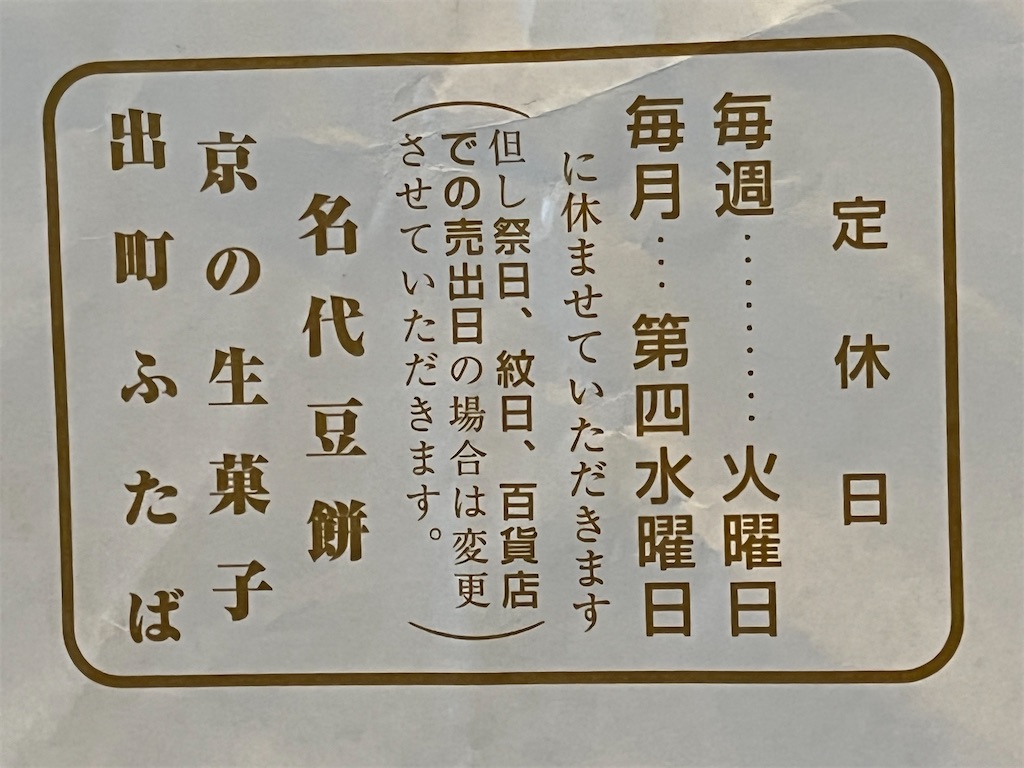 定休日
毎週………火曜日
毎月……第四水曜日
に休ませていただきます
（但し祭日、紋日、百貨店
での売出日の場合は変更
させていただきます。）
名代豆餅
京の生菓子
出町ふたば